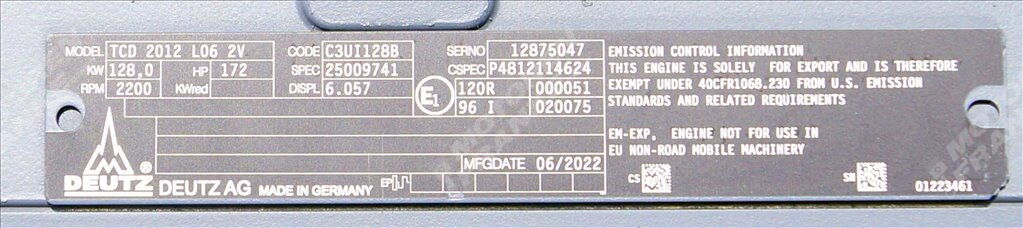 MODEL TCD 2012 L06 2V CODE C3UI128B SERNO 12875047
KW 128,0 HP 172 SPEC 25009741 CSPEC P4812114624
RPM 2200 KWred DISPL 6.057 E1 120R 000051
96 I 020075
MFGDATE 06/2022
DEUTZ DEUTZ AG MADE IN GERMANY EP
EMISSION CONTROL INFORMATION
THIS ENGINE IS SOLELY FOR EXPORT AND IS THEREFORE
EXEMPT UNDER 40CFR1068.230 FROM U.S. EMISSION
STANDARDS AND RELATED REQUIREMENTS
EM-EXP, ENGINE NOT FOR USE IN
EU NON-ROAD MOBILE MACHINERY
CS SN
01223461